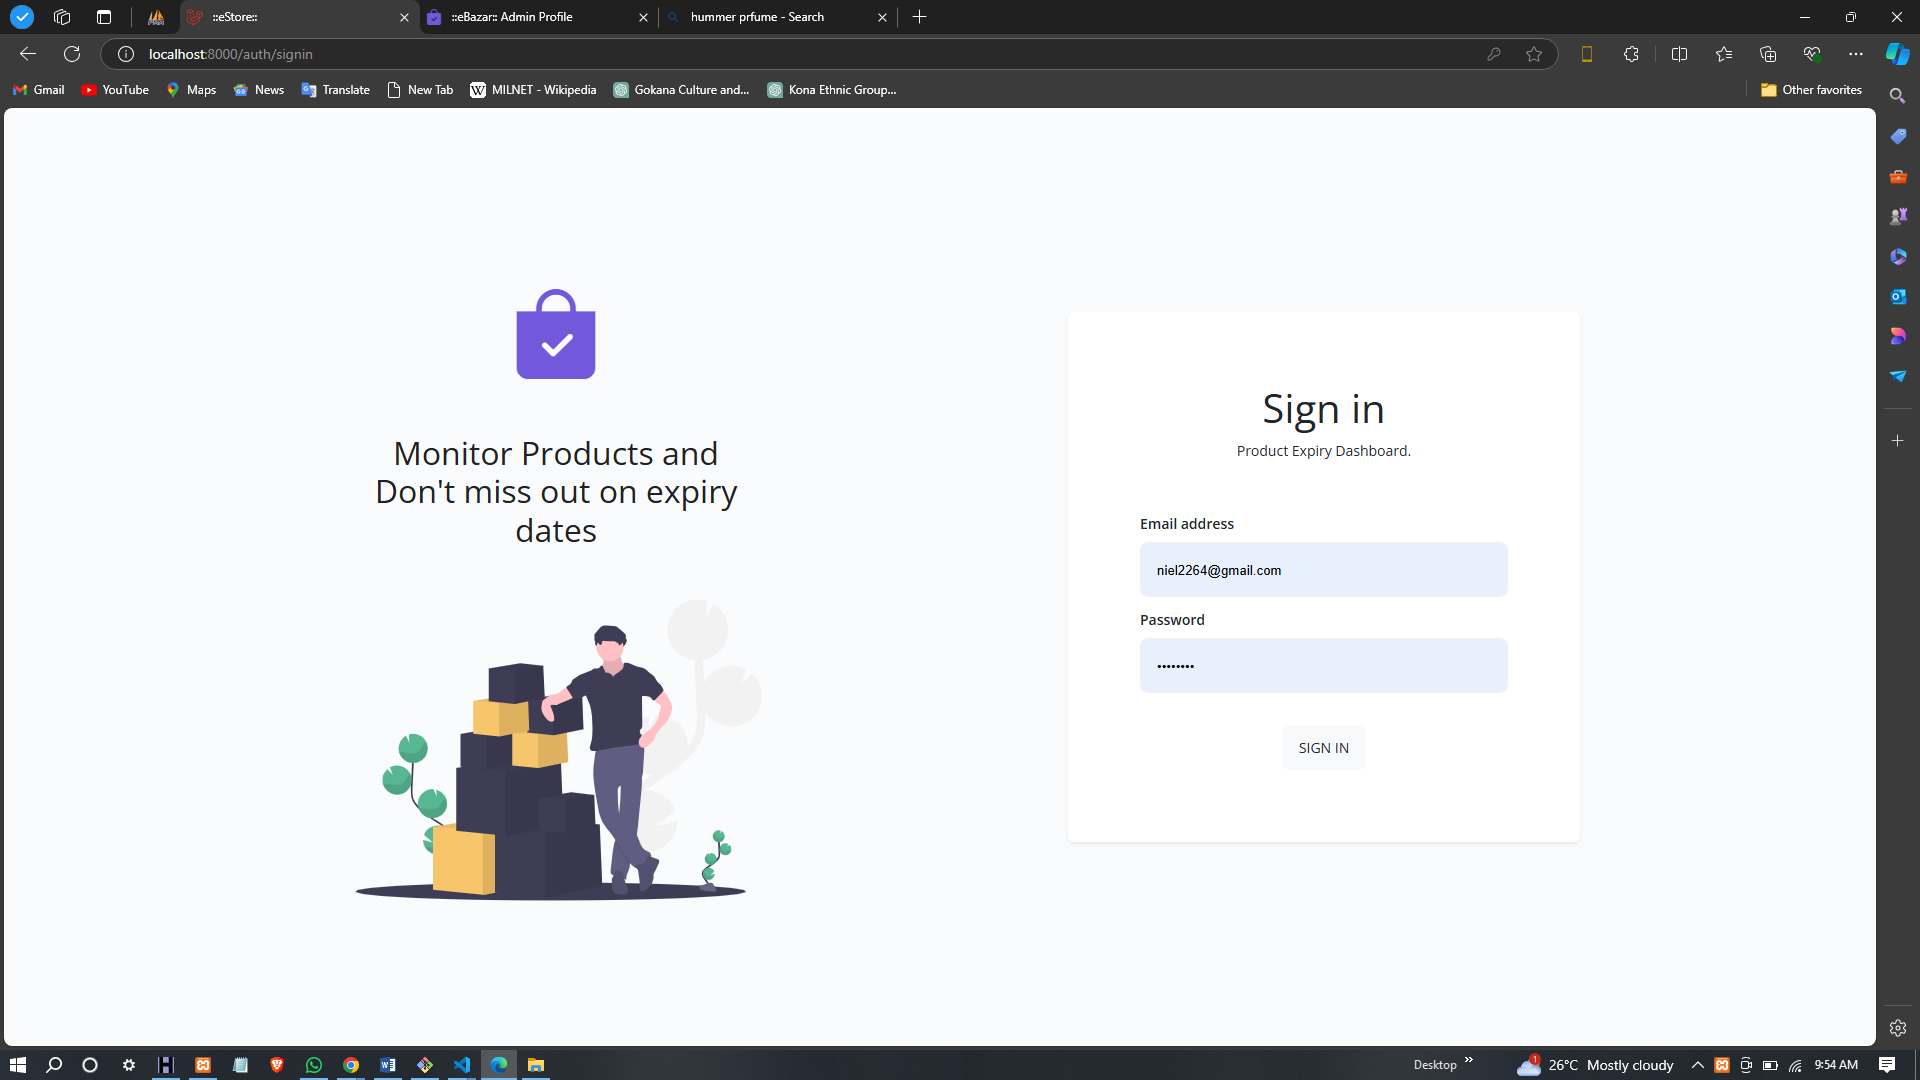 ::eStore::
::eBazar:: Admin Profile
hummer prfume - Search
localhost:8000/auth/signin
Gmail
YouTube
Maps
News
Translate
New Tab
MILNET - Wikipedia
Gokana Culture and...
Kona Ethnic Group...
Other favorites
Monitor Products and
Don't miss out on expiry
dates
Sign in
Product Expiry Dashboard.
Email address
niel2264@gmail.com
Password
••••••••
SIGN IN
Desktop
1
26°C Mostly cloudy
9:54 AM